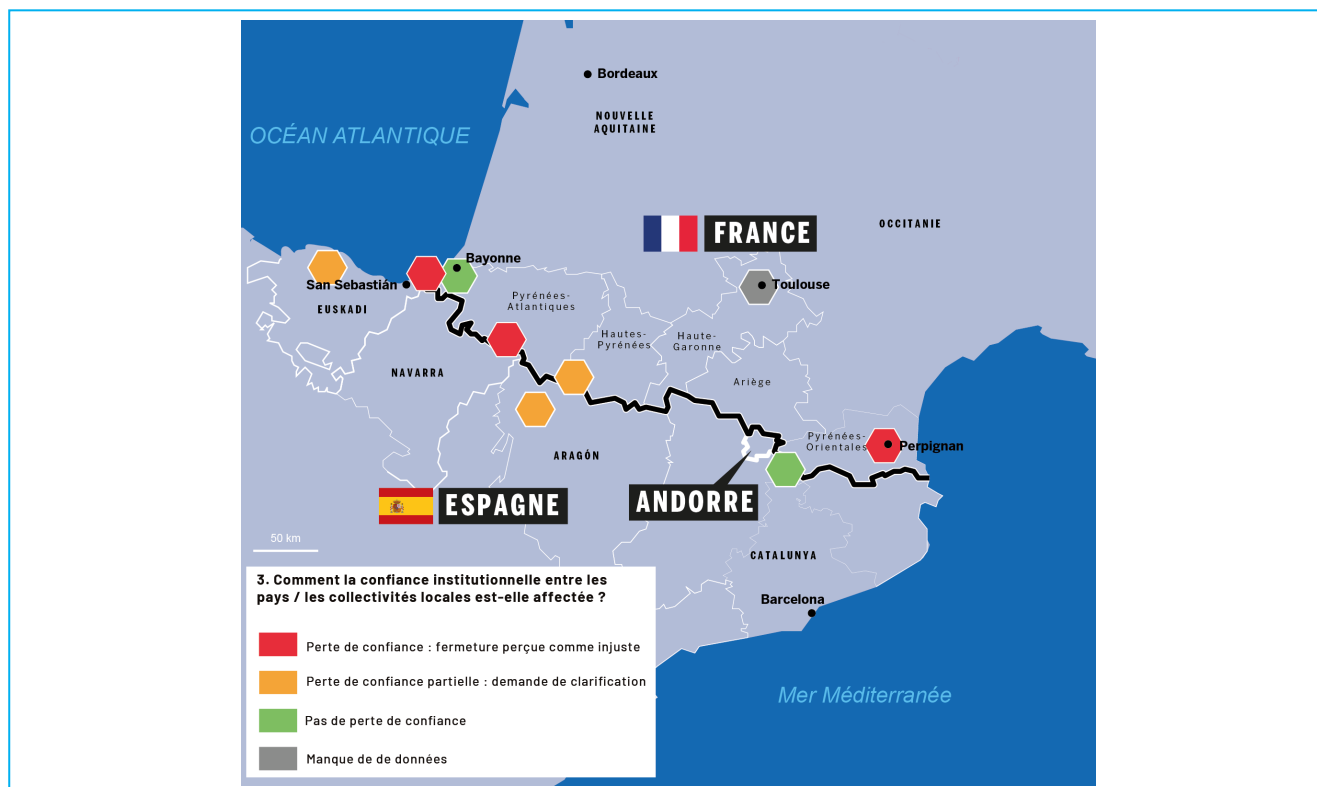 Bordeaux
NOUVELLE
AQUITAINE
OCÉAN ATLANTIQUE
OCCITANIE
FRANCE
Bayonne
San Sebastián
Toulouse
EUSKADI
Pyrénées-
Atlantiques
Hautes-
Pyrénées
Haute-
Garonne
NAVARRA
Ariège
Pyrénées-
Orientales
Perpignan
ARAGÓN
ESPAGNE
ANDORRE
50 km
CATALUNYA
Barcelona
Mer Méditerranée
3. Comment la confiance institutionnelle entre les
pays / les collectivités locales est-elle affectée ?
Perte de confiance : fermeture perçue comme injuste
Perte de confiance partielle : demande de clarification
Pas de perte de confiance
Manque de de données